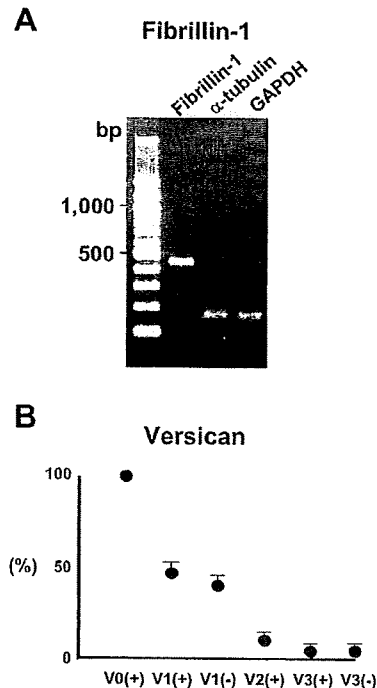 A
Fibrillin-1
Fibrillin-1
α-tubulin
GAPDH
bp
1,000
500
B
Versican
100
(%)
50
0
V0(+) V1(+) V1(-) V2(+) V3(+) V3(-)